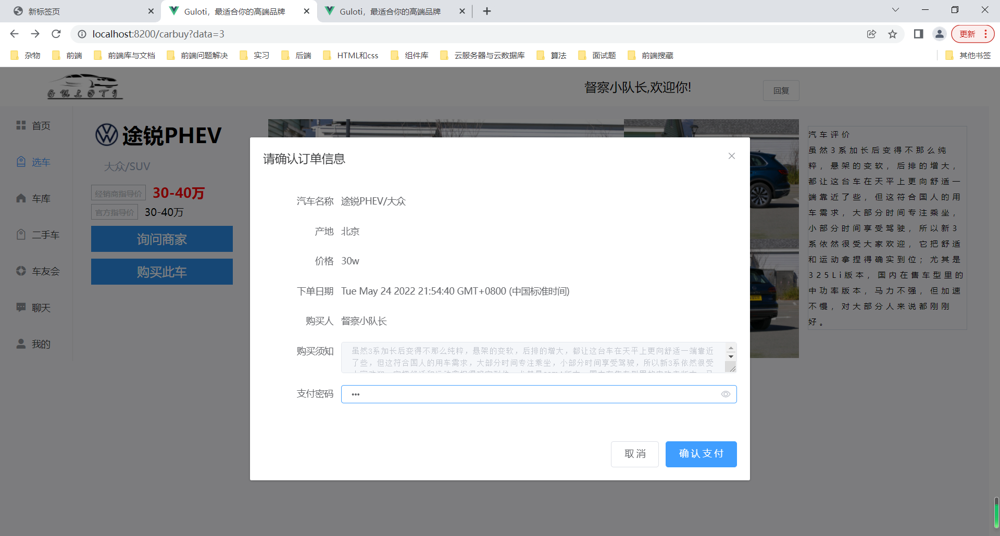 新标签页
Guloti，最适合你的高端品牌
Guloti，最适合你的高端品牌
localhost:8200/carbuy?data=3
更新
杂物
前端
前端库与文档
前端问题解决
实习
后端
HTML和css
组件库
云服务器与云数据库
算法
面试题
前端搜藏
其他书签
GULOTI
督察小队长,欢迎你!
回复
首页
选车
车库
二手车
车友会
聊天
我的
途锐PHEV
大众/SUV
经销商指导价 30-40万
官方指导价 30-40万
询问商家
购买此车
请确认订单信息
汽车名称 途锐PHEV/大众
产地 北京
价格 30w
下单日期 Tue May 24 2022 21:54:40 GMT+0800 (中国标准时间)
购买人 督察小队长
购买须知 虽然3系加长后变得不那么纯粹，悬架的变软，后排的增大，都让这台车在天平上更向舒适一端靠近
了些，但这符合国人的用车需求，大部分时间专注乘坐，小部分时间享受驾驶，所以新3系依然很受
支付密码 •••
取消
确认支付
汽车评价
虽然3系加长后变得不那么纯
粹，悬架的变软，后排的增大，
都让这台车在天平上更向舒适一
端靠近了些，但这符合国人的用
车需求，大部分时间专注乘坐，
小部分时间享受驾驶，所以新3
系依然很受大家欢迎，它把舒适
和运动拿捏得确实到位；尤其是
325Li版本，国内在售车型里的
中功率版本，马力不强，但加速
不慢，对大部分人来说都刚刚
好。